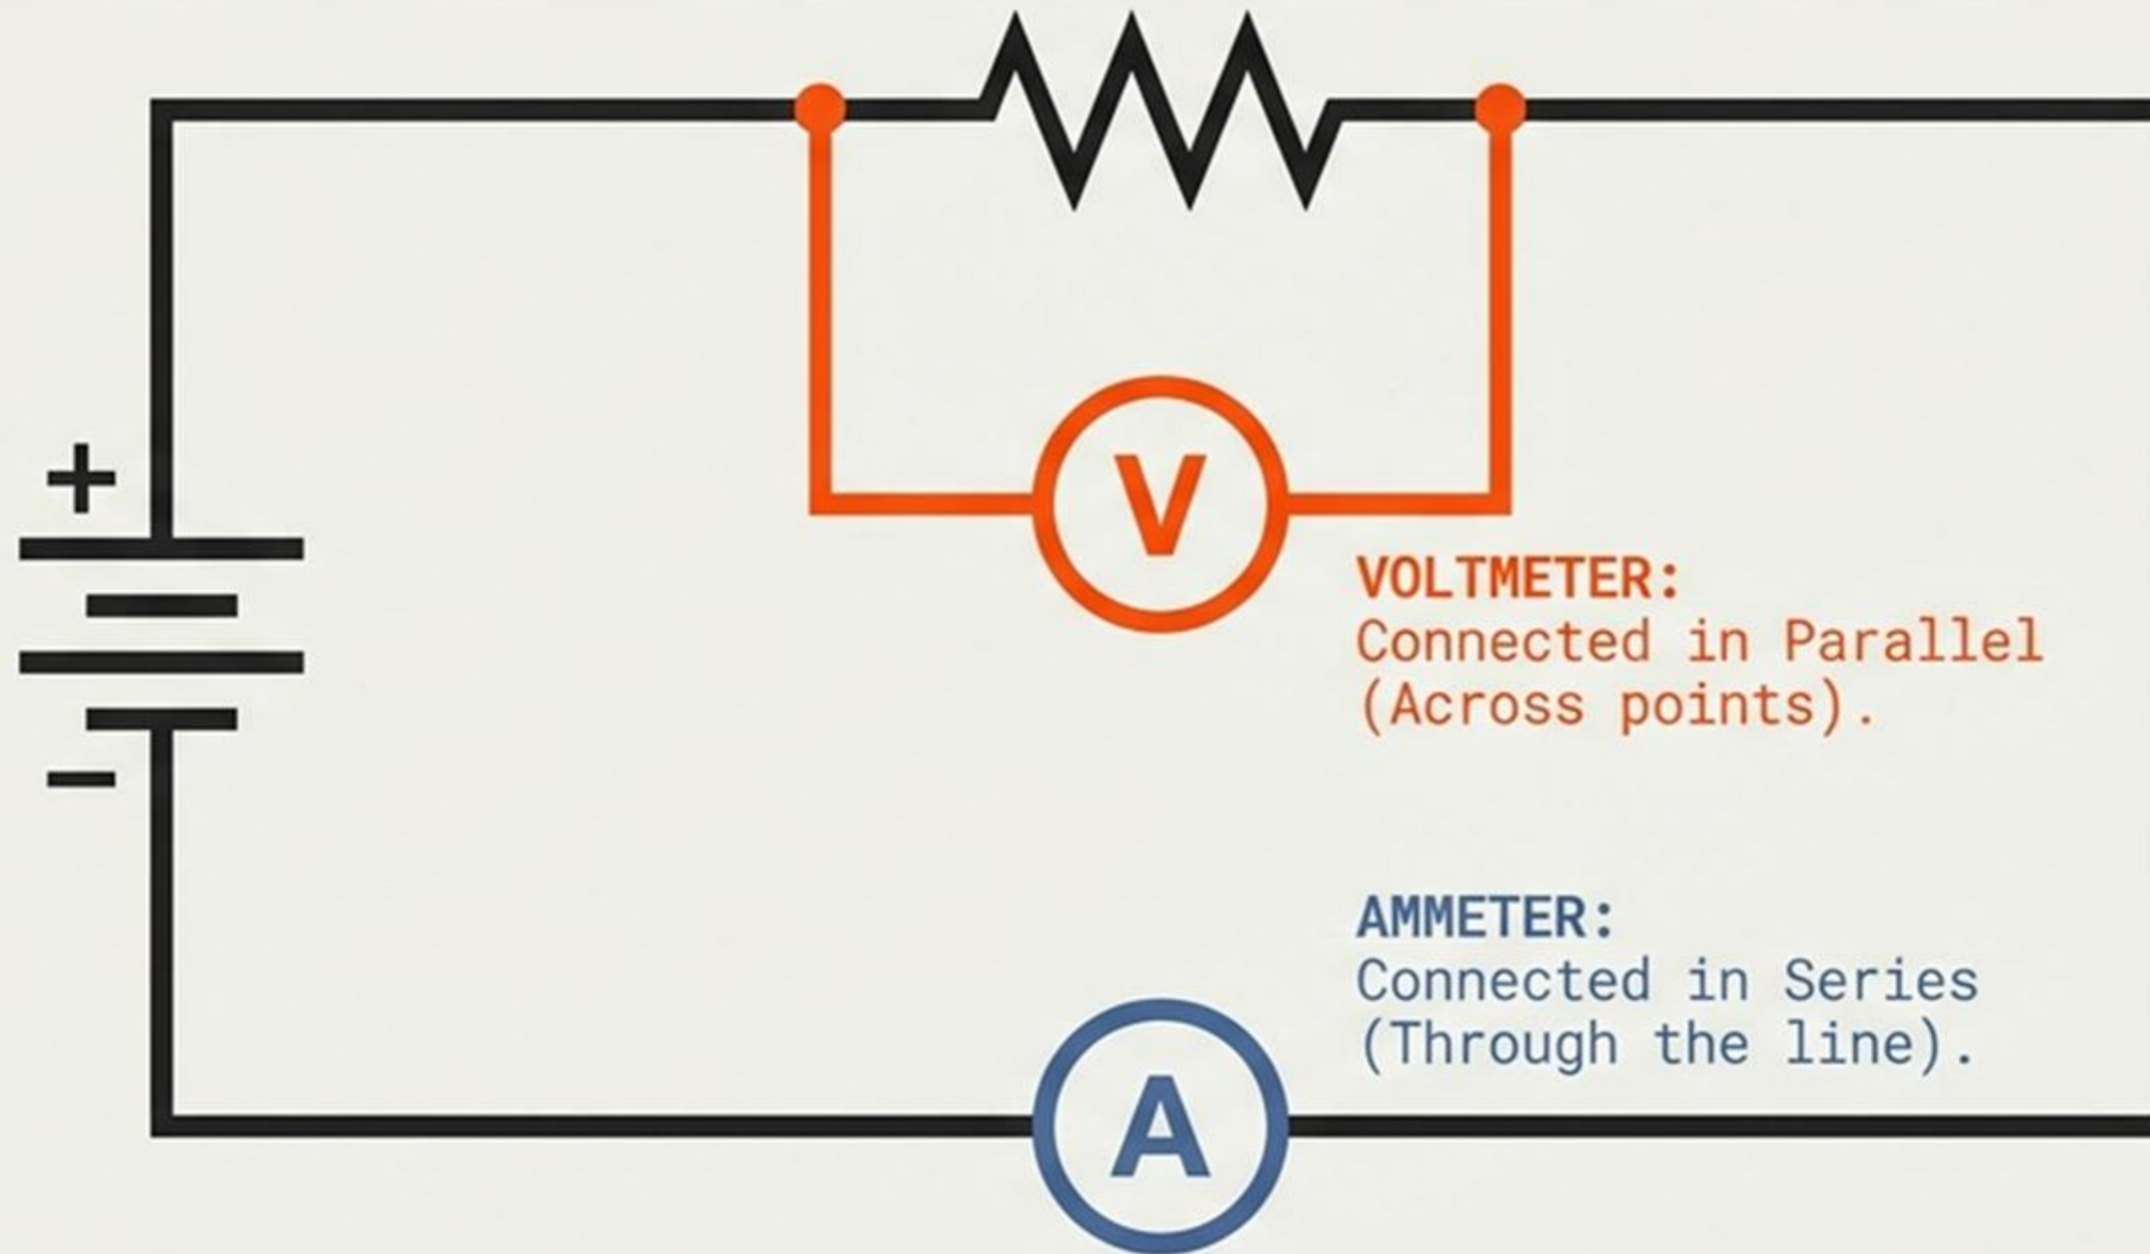 V
+
VOLTMETER:
Connected in Parallel
(Across points).
−
AMMETER:
Connected in Series
(Through the line).
A